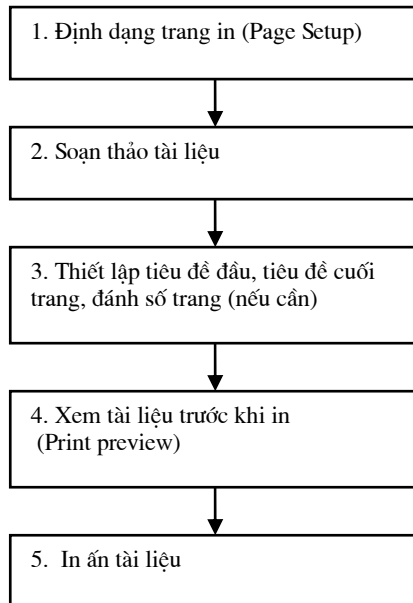 1. Định dạng trang in (Page Setup)
2. Soạn thảo tài liệu
3. Thiết lập tiêu đề đầu, tiêu đề cuối
trang, đánh số trang (nếu cần)
4. Xem tài liệu trước khi in
(Print preview)
5. In ấn tài liệu